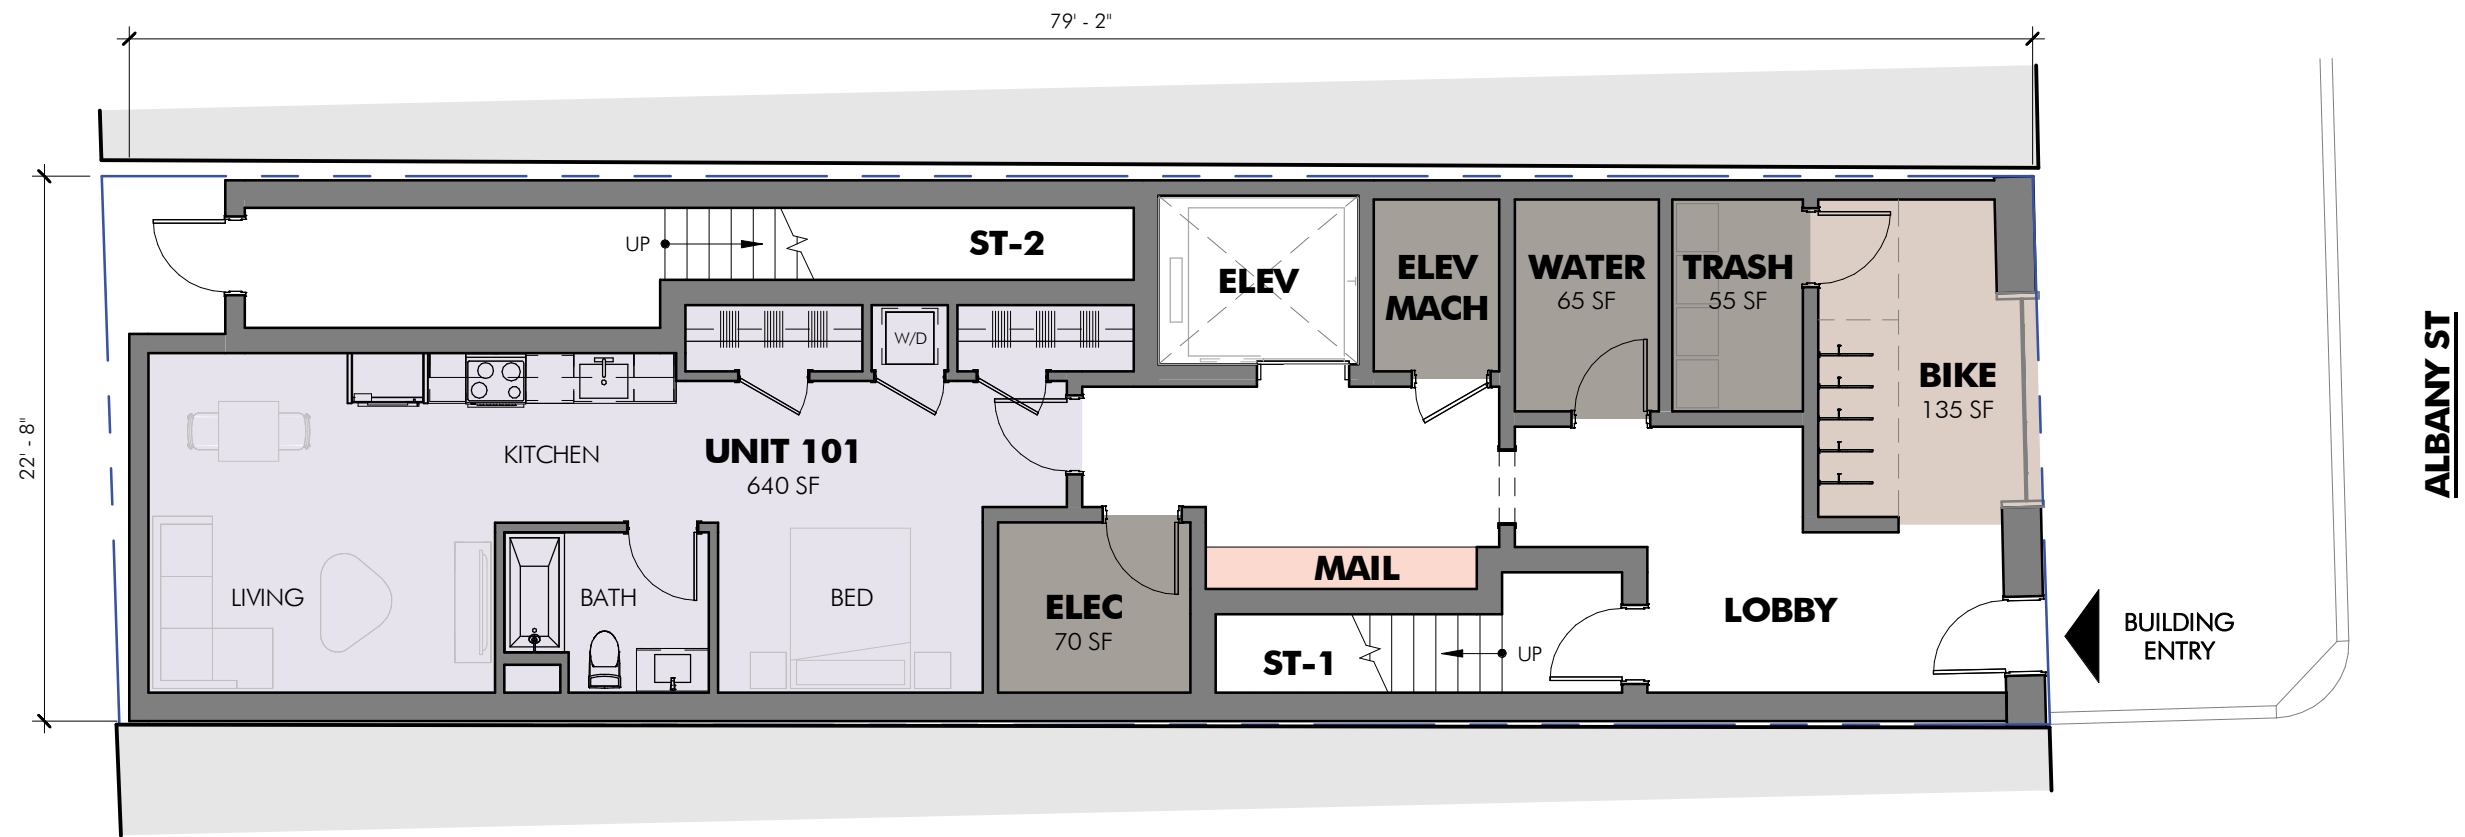 79' - 2"
22' - 8"
UP
ST-2
ELEV
ELEV
MACH
WATER
65 SF
TRASH
55 SF
W/D
BIKE
135 SF
KITCHEN
UNIT 101
640 SF
LIVING
BATH
BED
ELEC
70 SF
MAIL
ST-1
UP
LOBBY
BUILDING
ENTRY
ALBANY ST